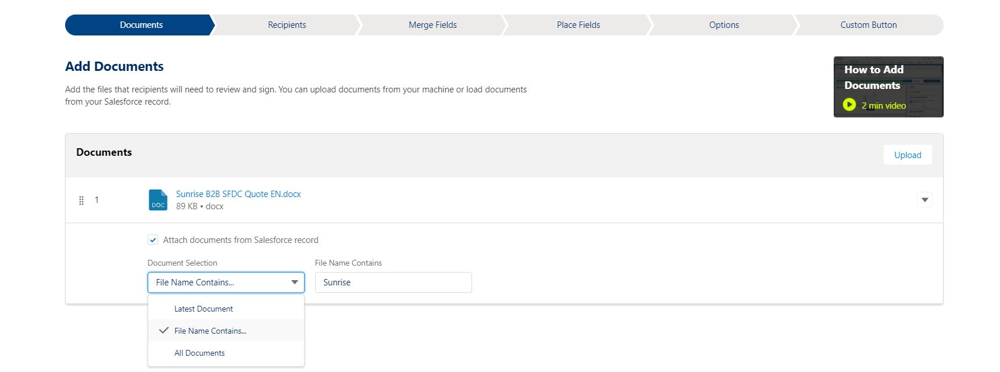 Documents
Recipients
Merge Fields
Place Fields
Options
Custom Button
Add Documents
Add the files that recipients will need to review and sign. You can upload documents from your machine or load documents
from your Salesforce record.
How to Add
Documents
2 min video
Documents
Upload
1
DOC
Sunrise B2B SFDC Quote EN.docx
89 KB • docx
Attach documents from Salesforce record
Document Selection
File Name Contains
File Name Contains...
Sunrise
Latest Document
File Name Contains...
All Documents